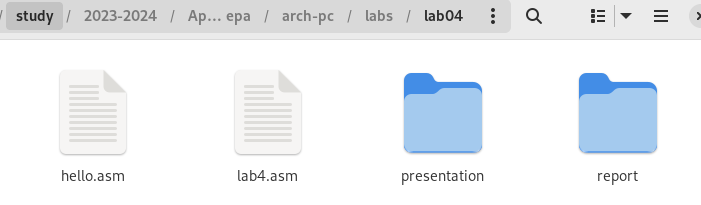 / study / 2023-2024 / Ap… epa / arch-pc / labs / lab04
hello.asm lab4.asm presentation report